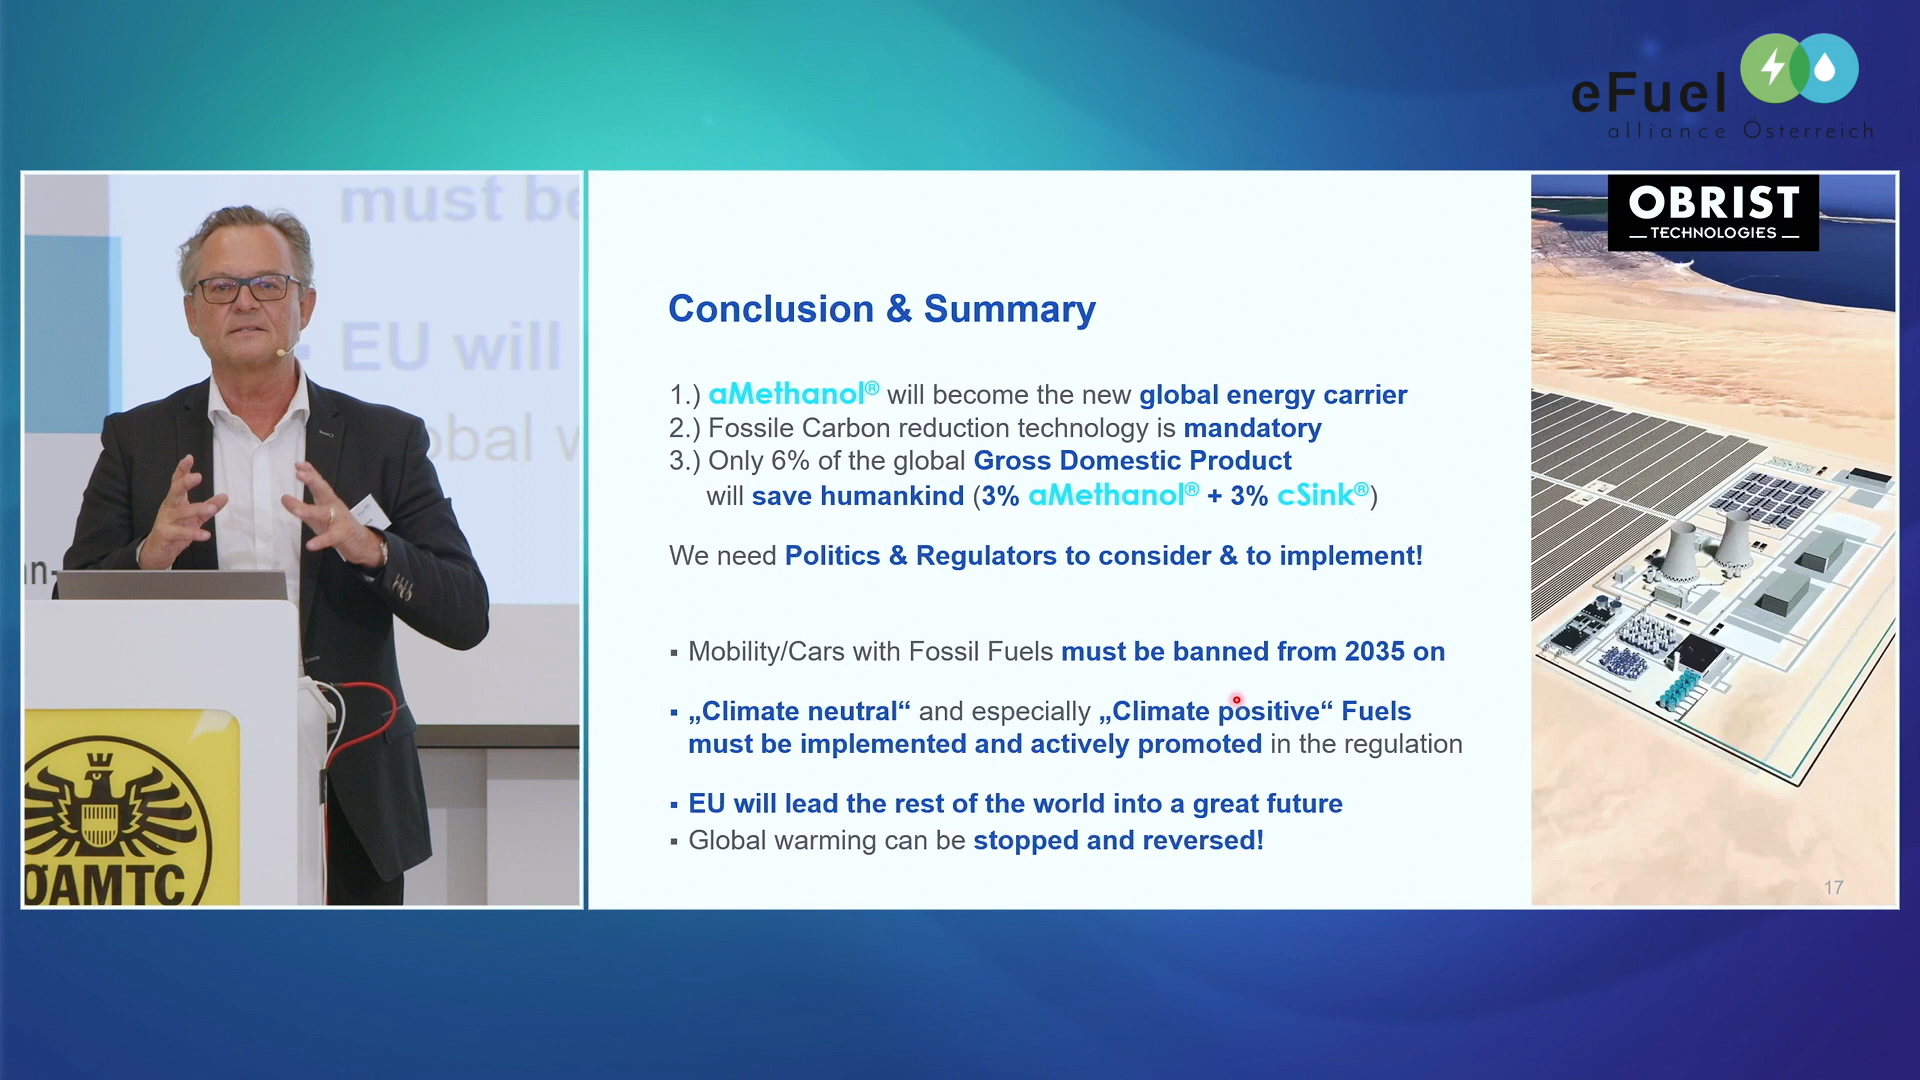 eFuel
alliance Österreich
must be
EU will
obal w
an-
ÖAMTC
OBRIST
TECHNOLOGIES
Conclusion & Summary
1.) aMethanol® will become the new global energy carrier
2.) Fossile Carbon reduction technology is mandatory
3.) Only 6% of the global Gross Domestic Product
will save humankind (3% aMethanol® + 3% cSink®)
We need Politics & Regulators to consider & to implement!
▪ Mobility/Cars with Fossil Fuels must be banned from 2035 on
▪ „Climate neutral“ and especially „Climate positive“ Fuels
must be implemented and actively promoted in the regulation
▪ EU will lead the rest of the world into a great future
▪ Global warming can be stopped and reversed!
17